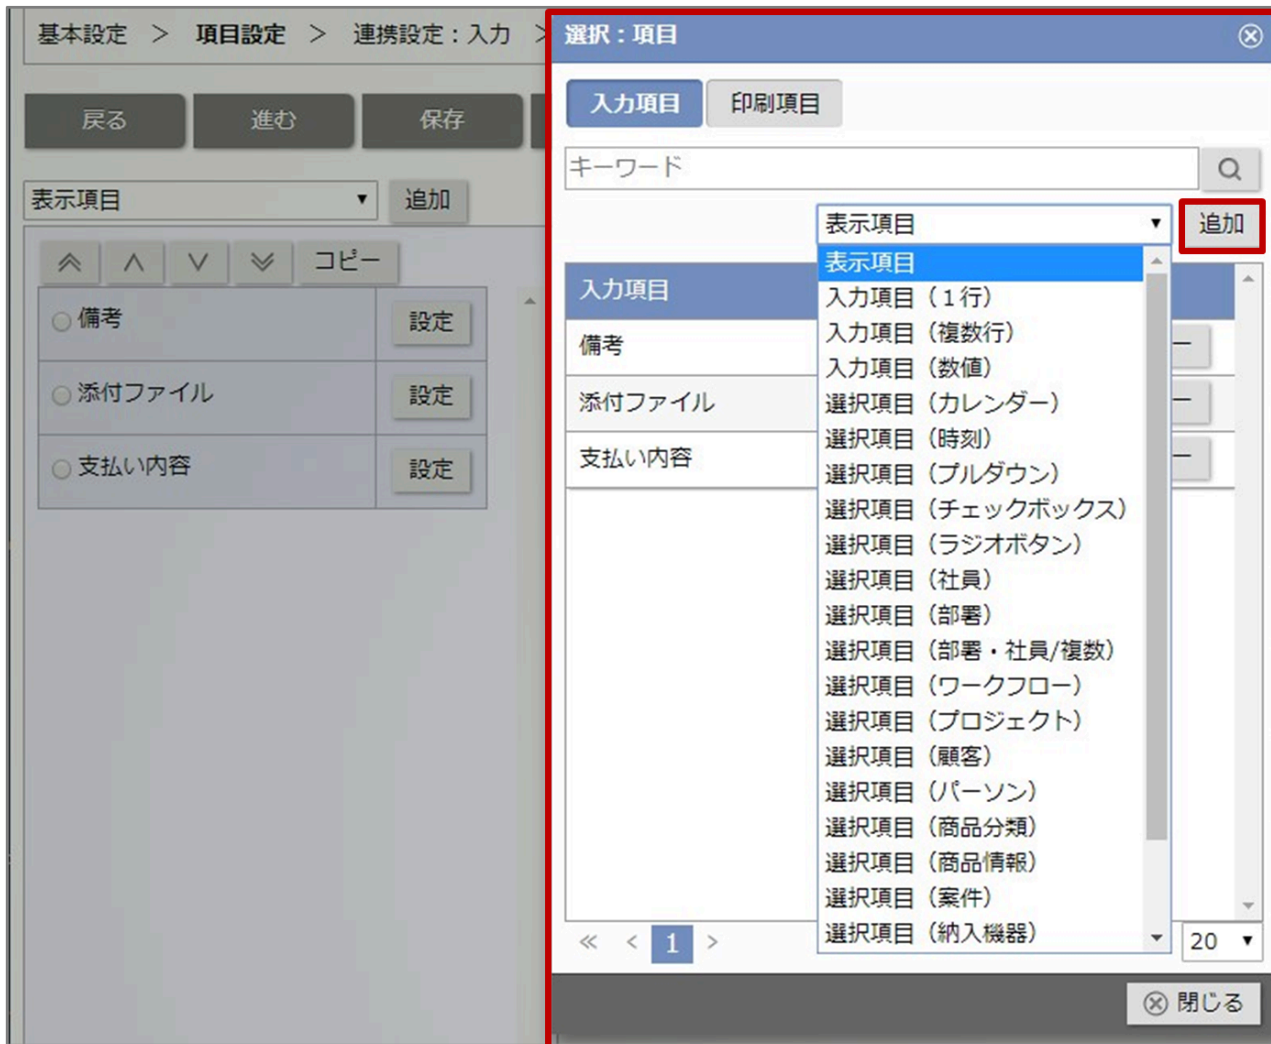 基本設定 > 項目設定 > 連携設定：入力 >
戻る 進む 保存
表示項目 ▼ 追加
コピー
備考 設定
添付ファイル 設定
支払い内容 設定
選択：項目
入力項目 印刷項目
キーワード
表示項目 ▼ 追加
入力項目
備考
添付ファイル
支払い内容
表示項目
入力項目（１行）
入力項目（複数行）
入力項目（数値）
選択項目（カレンダー）
選択項目（時刻）
選択項目（プルダウン）
選択項目（チェックボックス）
選択項目（ラジオボタン）
選択項目（社員）
選択項目（部署）
選択項目（部署・社員/複数）
選択項目（ワークフロー）
選択項目（プロジェクト）
選択項目（顧客）
選択項目（パーソン）
選択項目（商品分類）
選択項目（商品情報）
選択項目（案件）
選択項目（納入機器）
≪ < 1 > 20 ▼
閉じる